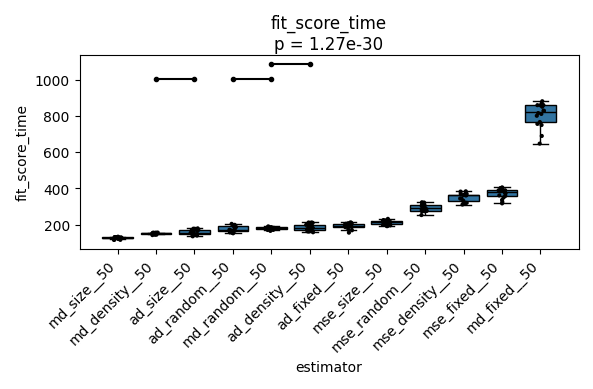 fit_score_time
p = 1.27e-30
fit_score_time
1000
800
600
400
200
md_size__50
md_density__50
ad_size__50
ad_random__50
md_random__50
ad_density__50
ad_fixed__50
mse_size__50
mse_random__50
mse_density__50
mse_fixed__50
md_fixed__50
estimator